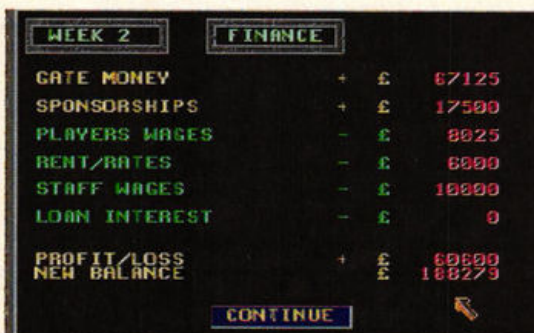 WEEK 2 FINANCE
GATE MONEY + £ 67125
SPONSORSHIPS + £ 17500
PLAYERS WAGES - £ 8025
RENT/RATES - £ 6000
STAFF WAGES - £ 10000
LOAN INTEREST - £ 0
PROFIT/LOSS + £ 60600
NEW BALANCE £ 188279
CONTINUE